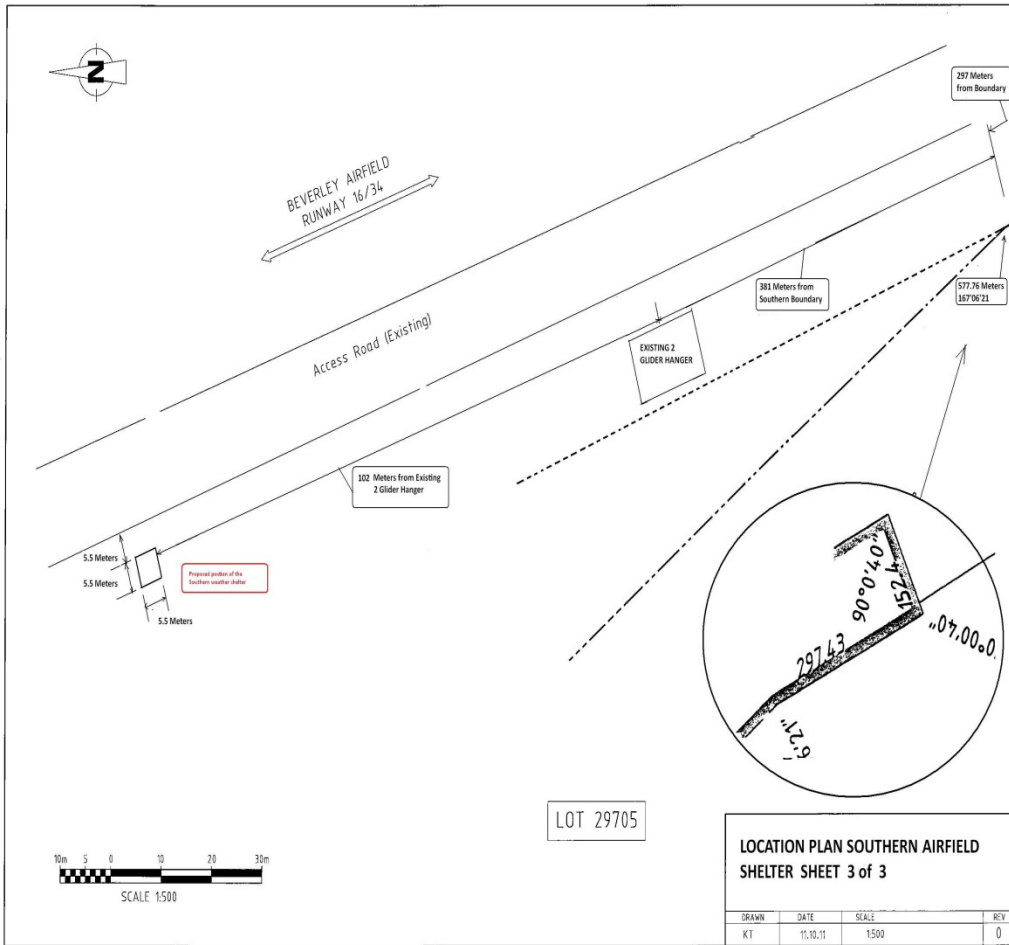 N
297 Meters
from Boundary
BEVERLEY AIRFIELD
RUNWAY 16/34
381 Meters from
Southern Boundary
577.76 Meters
167°06'21
Access Road (Existing)
EXISTING 2
GLIDER HANGER
102 Meters from Existing
2 Glider Hanger
5.5 Meters
5.5 Meters
5.5 Meters
Proposed postion of the
Southern weather shelter
90°0'40"
152.4
297.43
0°00'40"
6'21"
LOT 29705
10m 5 0 10 20 30m
SCALE 1:500
LOCATION PLAN SOUTHERN AIRFIELD
SHELTER SHEET 3 of 3
DRAWN DATE SCALE REV
KT 11.10.11 1:500 0